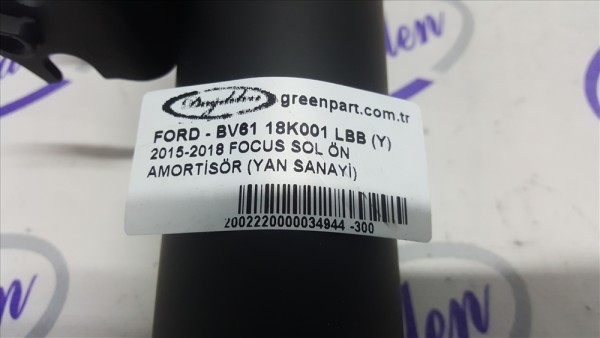 greenpart.com.tr
FORD - BV61 18K001 LBB (Y)
2015-2018 FOCUS SOL ÖN
AMORTİSÖR (YAN SANAYİ)
2002220000034944 -300